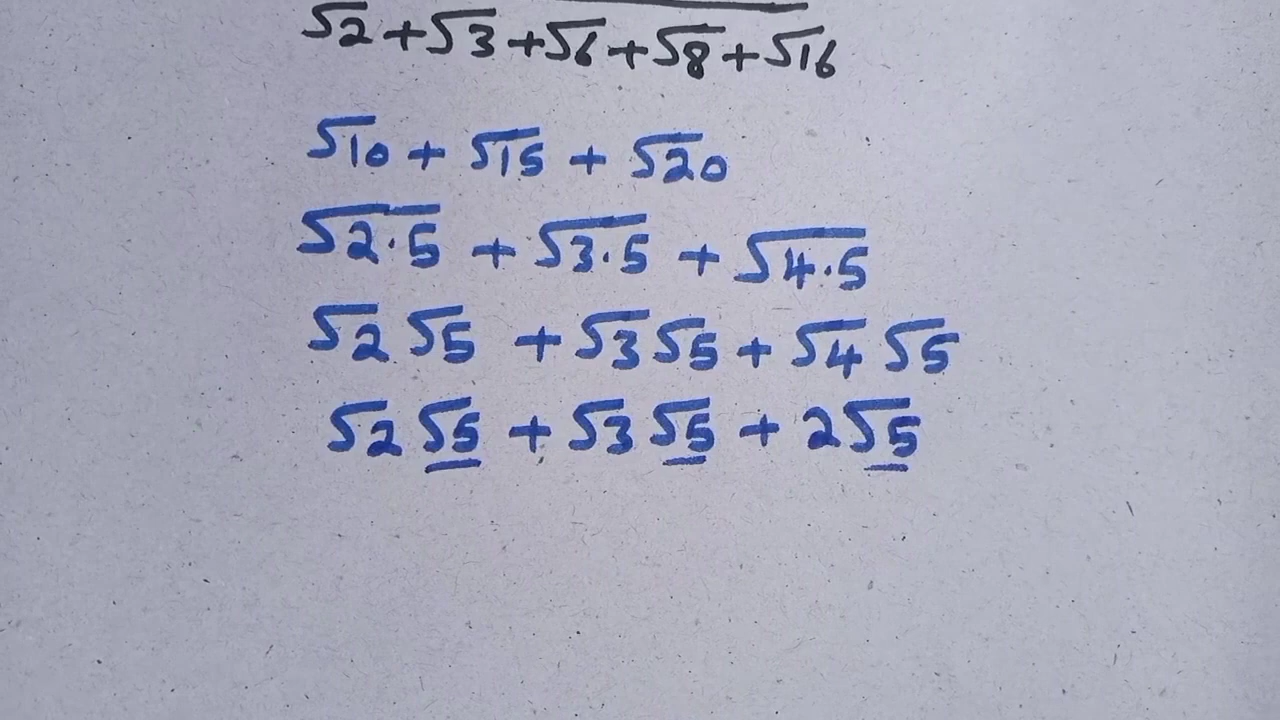 √2 + √3 + √6 + √8 + √16
√10 + √15 + √20
√2·5 + √3·5 + √4·5
√2 √5 + √3 √5 + √4 √5
√2 √5 + √3 √5 + 2√5